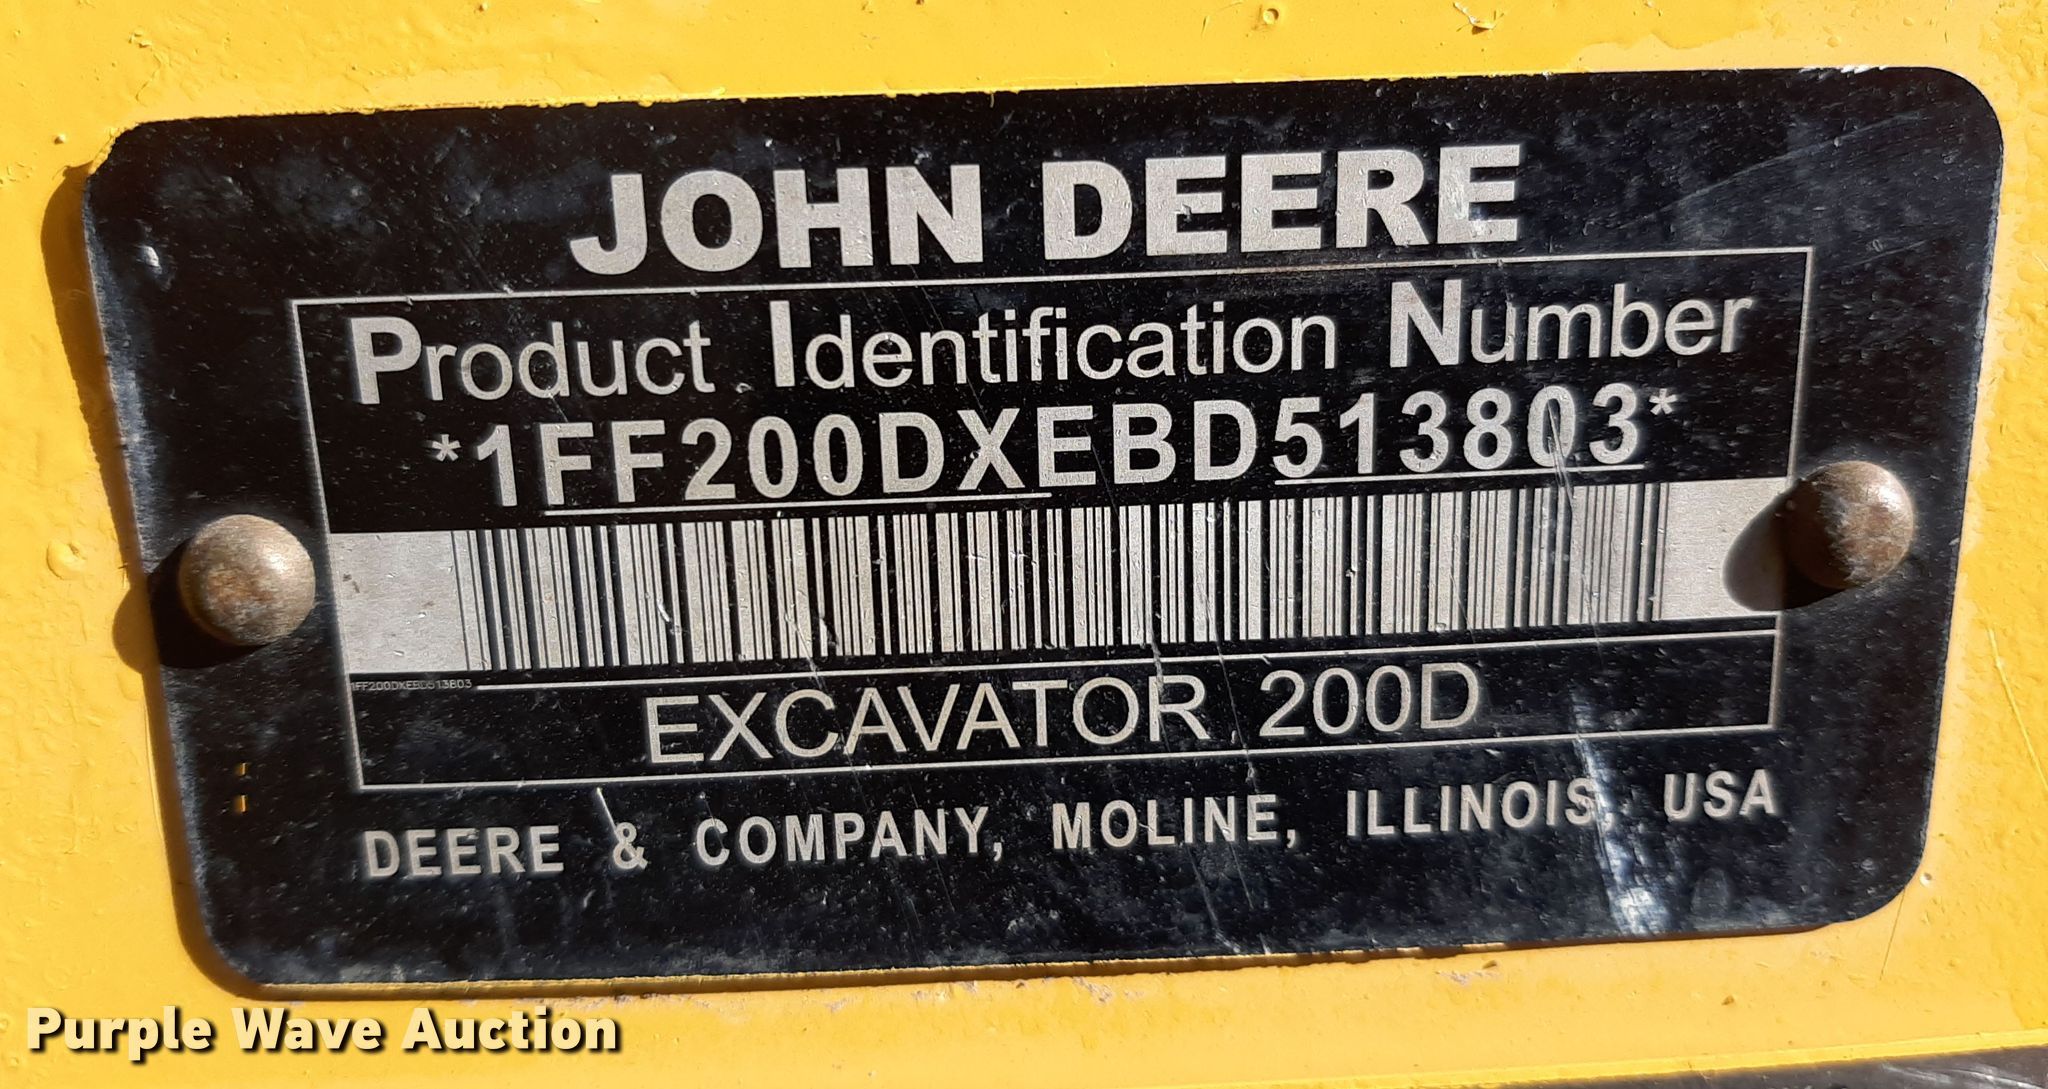 JOHN DEERE
Product Identification Number
*1FF200DXEBD513803*
1FF200DXEBD513803
EXCAVATOR 200D
DEERE & COMPANY, MOLINE, ILLINOIS, USA
Purple Wave Auction